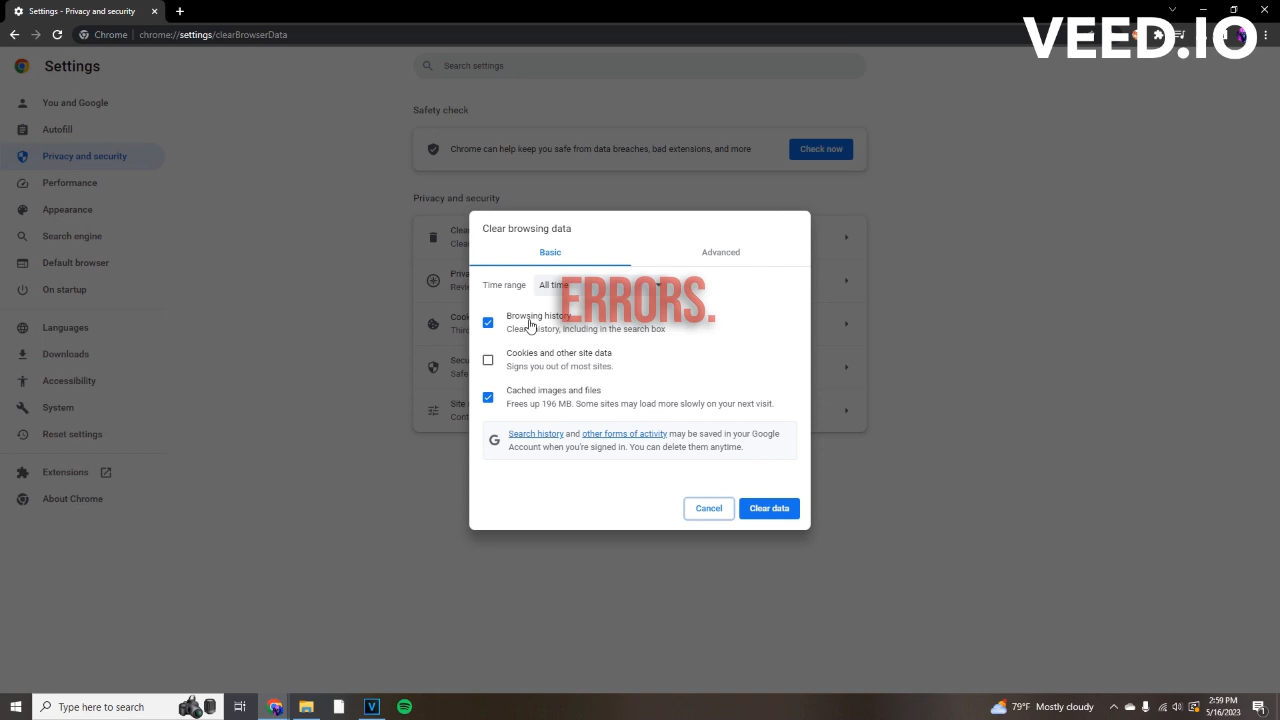 Settings - Privacy and security
VEED.IO
Chrome
chrome://settings/clearBrowserData
Settings
Search settings
You and Google
Autofill
Privacy and security
Performance
Appearance
Search engine
Default browser
On startup
Languages
Downloads
Accessibility
System
Reset settings
Extensions
About Chrome
Safety check
Chrome can help keep you safe from data breaches, bad extensions, and more
Check now
Privacy and security
Clear browsing data
Basic
Advanced
Time range
All time
ERRORS.
Browsing history
Clears history, including in the search box
Cookies and other site data
Signs you out of most sites.
Cached images and files
Frees up 196 MB. Some sites may load more slowly on your next visit.
Search history and other forms of activity may be saved in your Google
Account when you're signed in. You can delete them anytime.
Cancel
Clear data
Type here to search
79°F Mostly cloudy
2:59 PM
5/16/2023